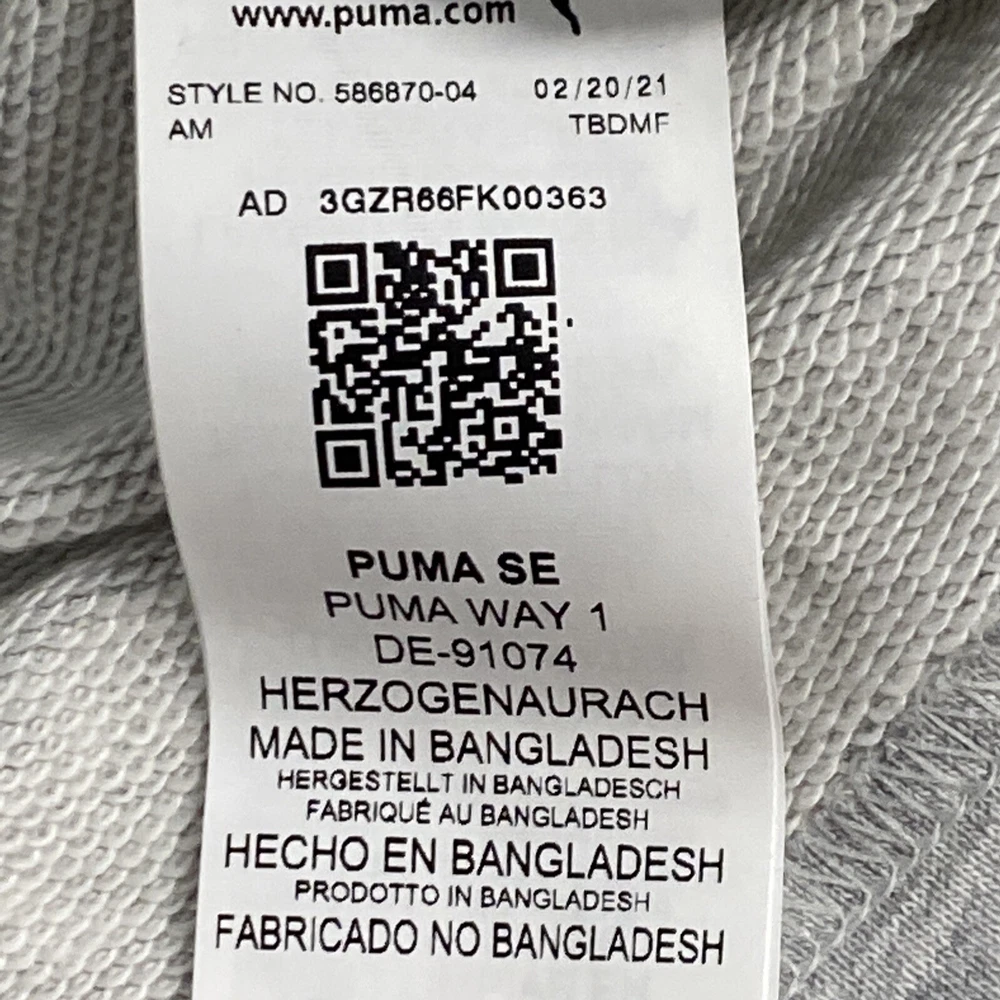 www.puma.com
STYLE NO. 586870-04 02/20/21
AM TBDMF
AD 3GZR66FK00363
PUMA SE
PUMA WAY 1
DE-91074
HERZOGENAURACH
MADE IN BANGLADESH
HERGESTELLT IN BANGLADESCH
FABRIQUÉ AU BANGLADESH
HECHO EN BANGLADESH
PRODOTTO IN BANGLADESH
FABRICADO NO BANGLADESH